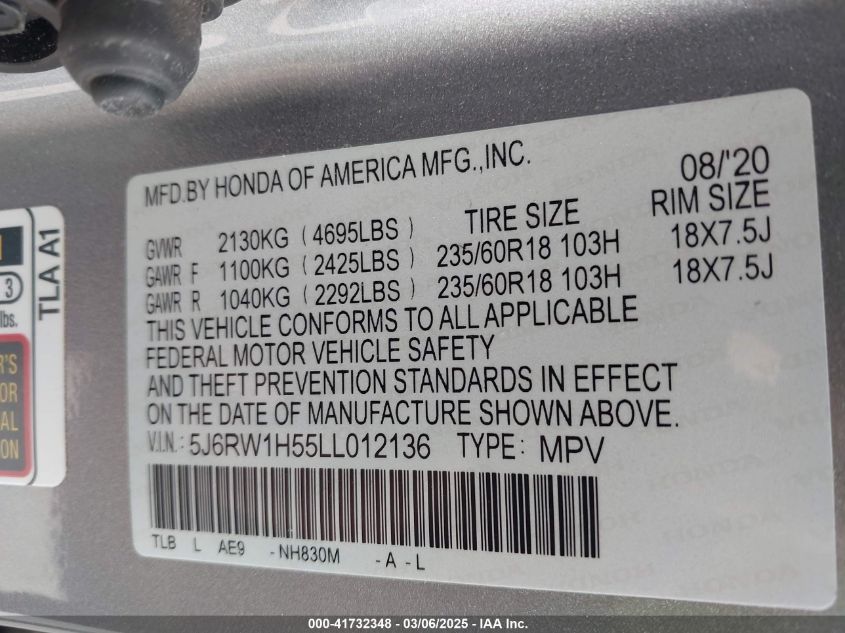 MFD.BY HONDA OF AMERICA MFG.,INC. 08/'20
TIRE SIZE RIM SIZE
GVWR 2130KG (4695LBS)
GAWR F 1100KG (2425LBS) 235/60R18 103H 18X7.5J
GAWR R 1040KG (2292LBS) 235/60R18 103H 18X7.5J
THIS VEHICLE CONFORMS TO ALL APPLICABLE
FEDERAL MOTOR VEHICLE SAFETY
AND THEFT PREVENTION STANDARDS IN EFFECT
ON THE DATE OF MANUFACTURE SHOWN ABOVE.
V.I.N.: 5J6RW1H55LL012136 TYPE: MPV
TLB L AE9 -NH830M -A -L
TLA A1
3
lbs.
000-41732348 - 03/06/2025 - IAA Inc.